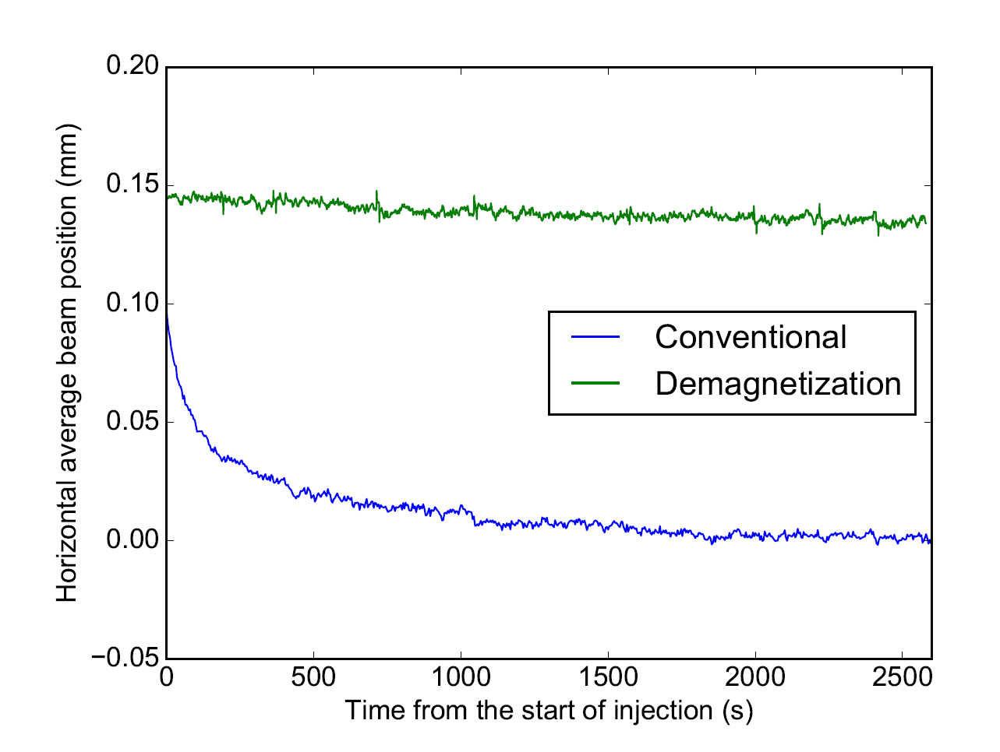 0.20
0.15
0.10
0.05
0.00
−0.05
Horizontal average beam position (mm)
Conventional
Demagnetization
0 500 1000 1500 2000 2500
Time from the start of injection (s)